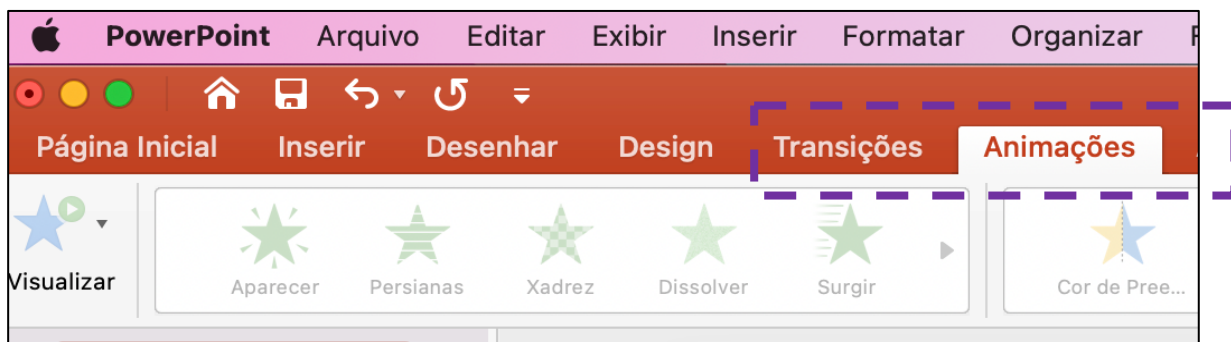 PowerPoint Arquivo Editar Exibir Inserir Formatar Organizar
Página Inicial Inserir Desenhar Design Transições Animações
Visualizar Aparecer Persianas Xadrez Dissolver Surgir Cor de Pree...